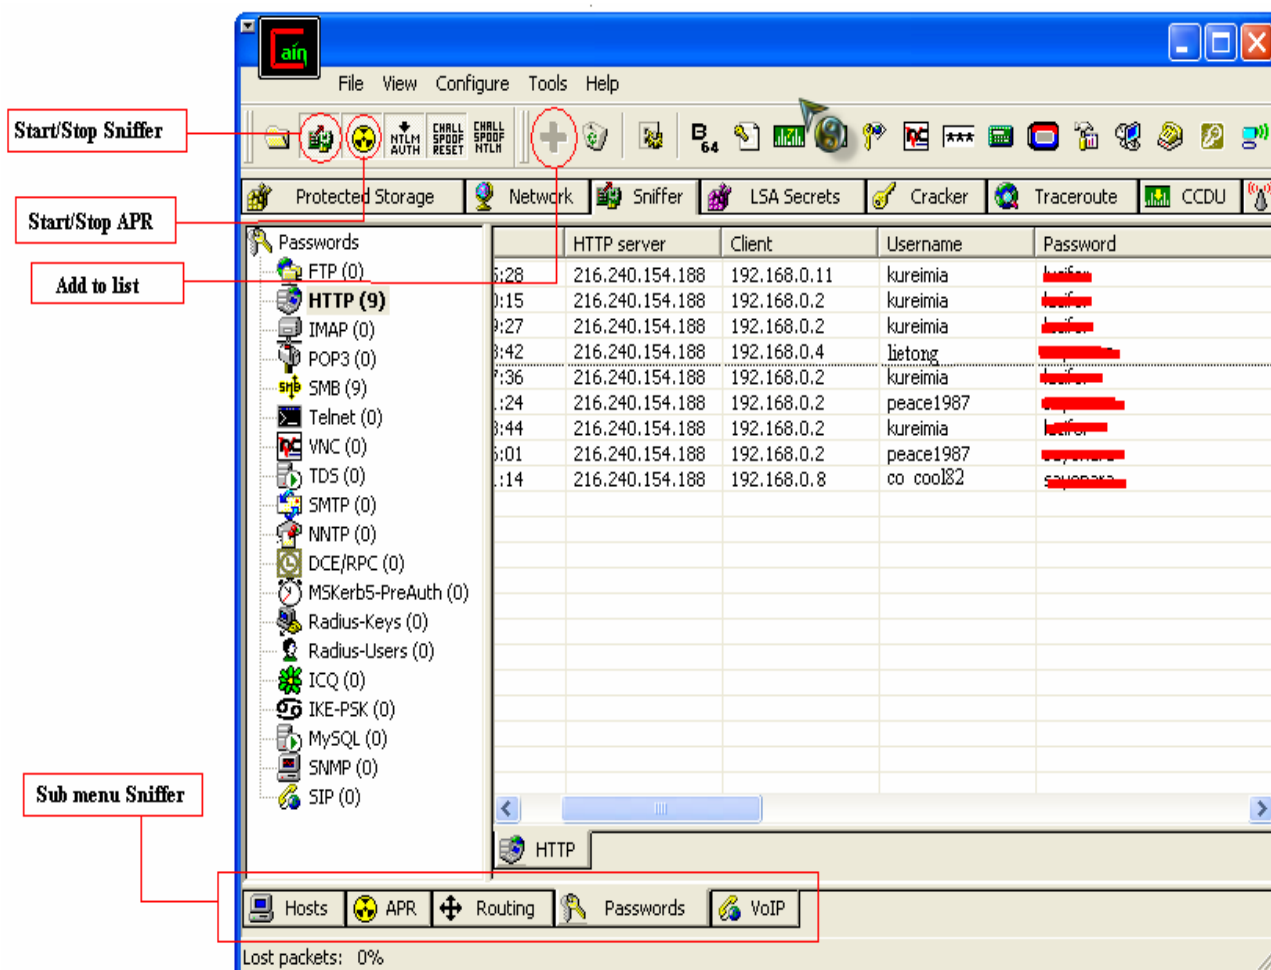 Cain
File View Configure Tools Help
Start/Stop Sniffer
NTLM AUTH
CHALL SPOOF RESET
CHALL SPOOF NTLM
B 64
***
Protected Storage Network Sniffer LSA Secrets Cracker Traceroute CCDU
Start/Stop APR
Add to list
Passwords
FTP (0)
HTTP (9)
IMAP (0)
POP3 (0)
SMB (9)
Telnet (0)
VNC (0)
TDS (0)
SMTP (0)
NNTP (0)
DCE/RPC (0)
MSKerb5-PreAuth (0)
Radius-Keys (0)
Radius-Users (0)
ICQ (0)
IKE-PSK (0)
MySQL (0)
SNMP (0)
SIP (0)
HTTP server Client Username Password
:28 216.240.154.188 192.168.0.11 kureimia
:15 216.240.154.188 192.168.0.2 kureimia
:27 216.240.154.188 192.168.0.2 kureimia
:42 216.240.154.188 192.168.0.4 lietong
:36 216.240.154.188 192.168.0.2 kureimia
:24 216.240.154.188 192.168.0.2 peace1987
:44 216.240.154.188 192.168.0.2 kureimia
:01 216.240.154.188 192.168.0.2 peace1987
:14 216.240.154.188 192.168.0.8 co cool82
HTTP
Sub menu Sniffer
Hosts APR Routing Passwords VoIP
Lost packets: 0%